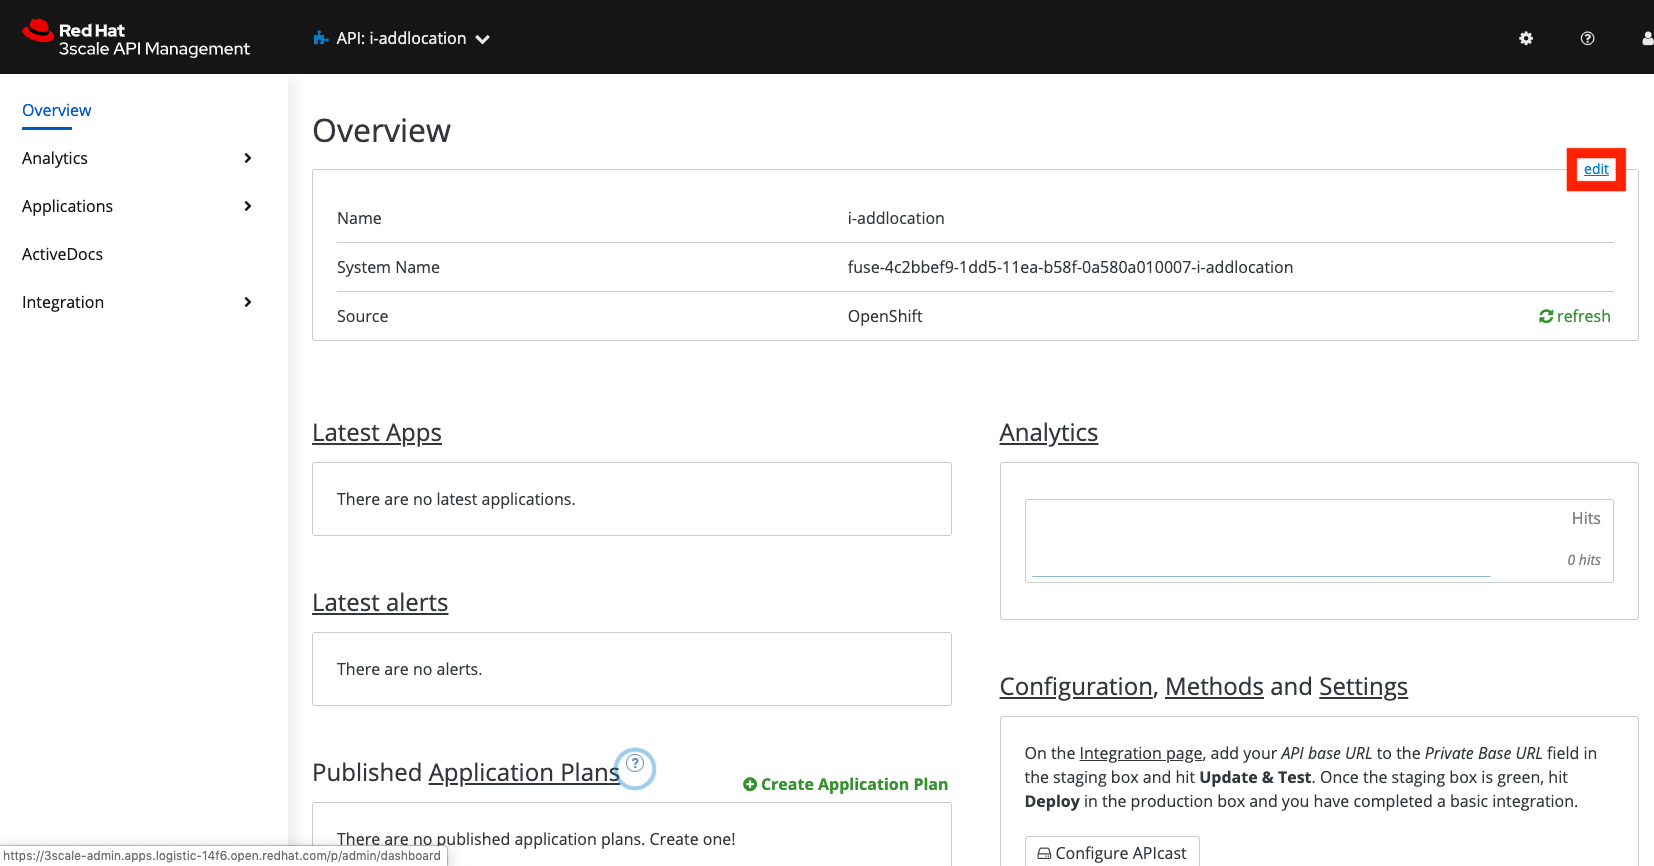 Red Hat
3scale API Management
API: i-addlocation
Overview
Analytics
Applications
ActiveDocs
Integration
Overview
edit
Name i-addlocation
System Name fuse-4c2bbef9-1dd5-11ea-b58f-0a580a010007-i-addlocation
Source OpenShift refresh
Latest Apps
There are no latest applications.
Latest alerts
There are no alerts.
Published Application Plans ?
Create Application Plan
There are no published application plans. Create one!
Analytics
Hits
0 hits
Configuration, Methods and Settings
On the Integration page, add your API base URL to the Private Base URL field in
the staging box and hit Update & Test. Once the staging box is green, hit
Deploy in the production box and you have completed a basic integration.
Configure APIcast
https://3scale-admin.apps.logistic-14f6.open.redhat.com/p/admin/dashboard